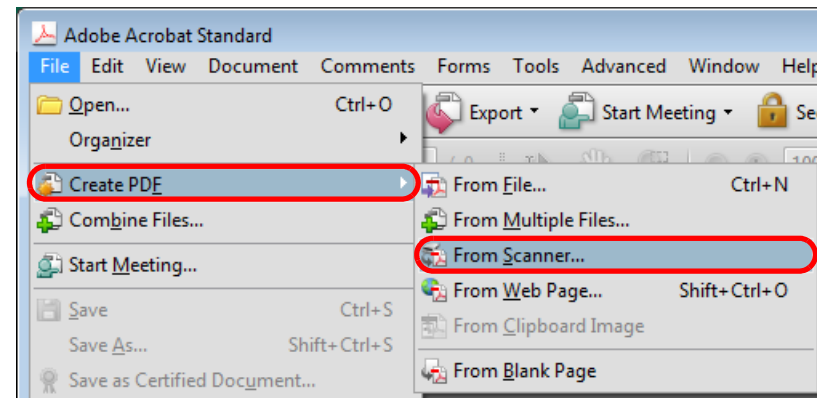 Adobe Acrobat Standard
File Edit View Document Comments Forms Tools Advanced Window Help
Open... Ctrl+O
Export Start Meeting
Organizer
Create PDF
From File... Ctrl+N
Combine Files...
From Multiple Files...
Start Meeting...
From Scanner...
From Web Page... Shift+Ctrl+O
Save Ctrl+S
From Clipboard Image
Save As... Shift+Ctrl+S
From Blank Page
Save as Certified Document...